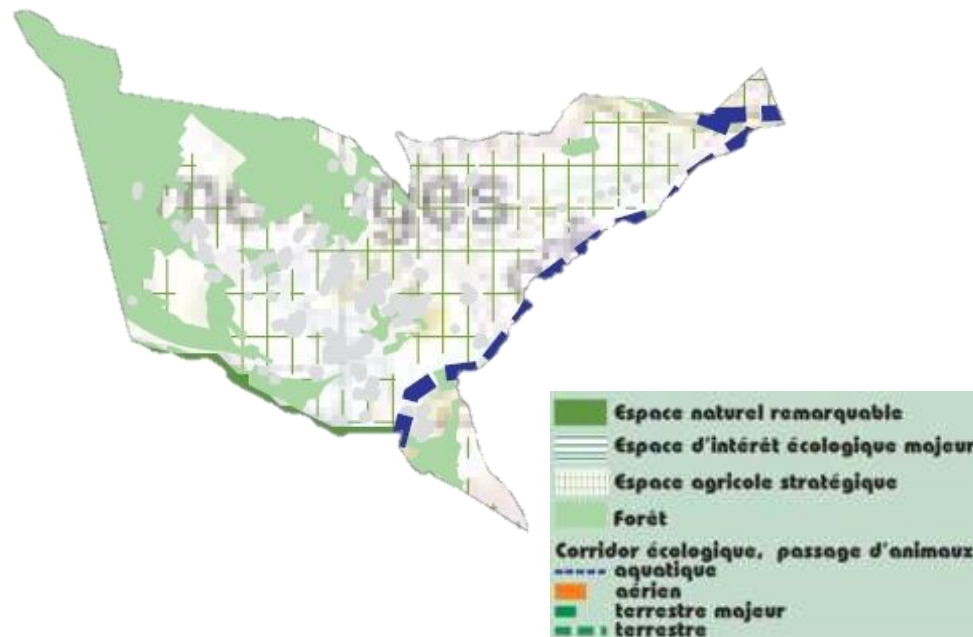 ges
Espace naturel remarquable
Espace d'intérêt écologique majeur
Espace agricole stratégique
Forêt
Corridor écologique, passage d'animaux
aquatique
aérien
terrestre majeur
terrestre